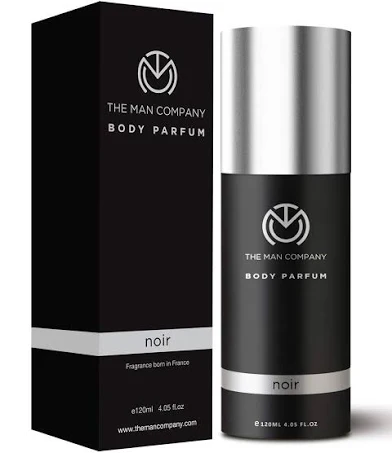 THE MAN COMPANY
BODY PARFUM
noir
Fragrance born in France
e120ml 4.05 fl.oz
www.themancompany.com
THE MAN COMPANY
BODY PARFUM
noir
e120ML 4.05 FL.OZ